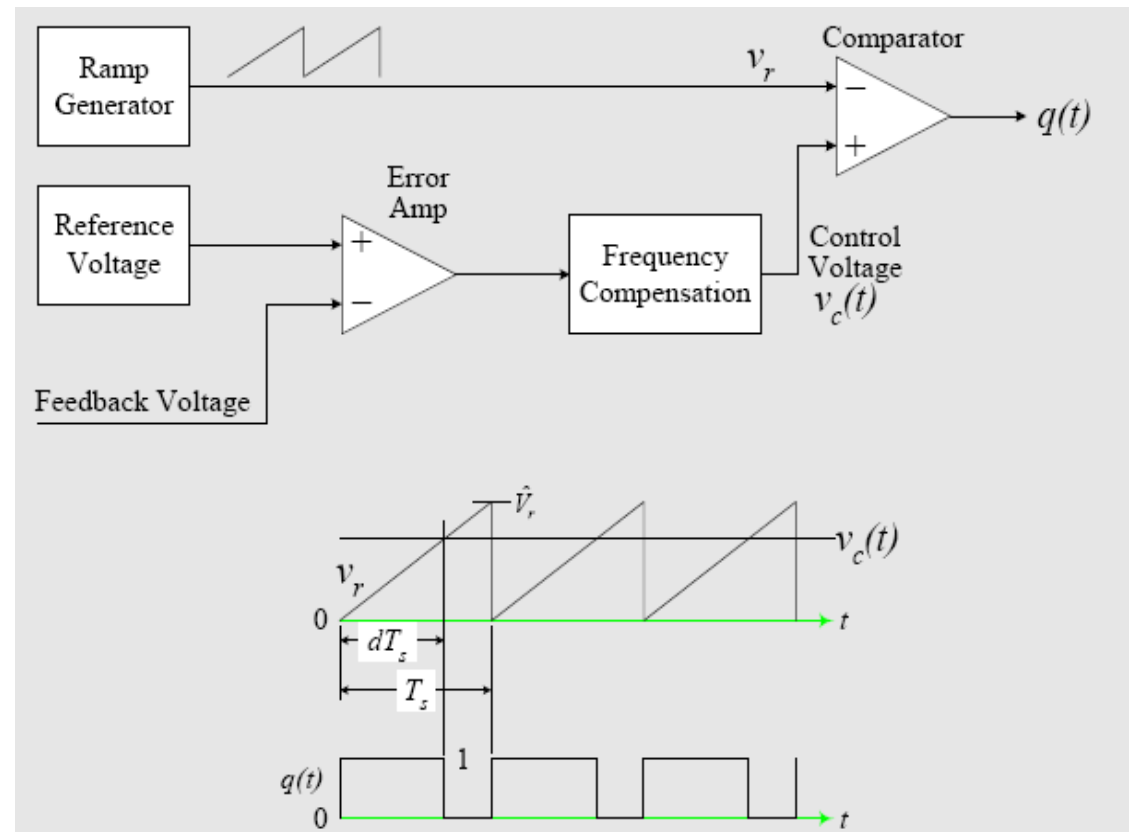 Ramp
Generator
v_r
Comparator
−
+
q(t)
Reference
Voltage
Error
Amp
+
−
Frequency
Compensation
Control
Voltage
v_c(t)
Feedback Voltage
V̂_r
v_c(t)
v_r
0
t
dT_s
T_s
1
q(t)
0
t